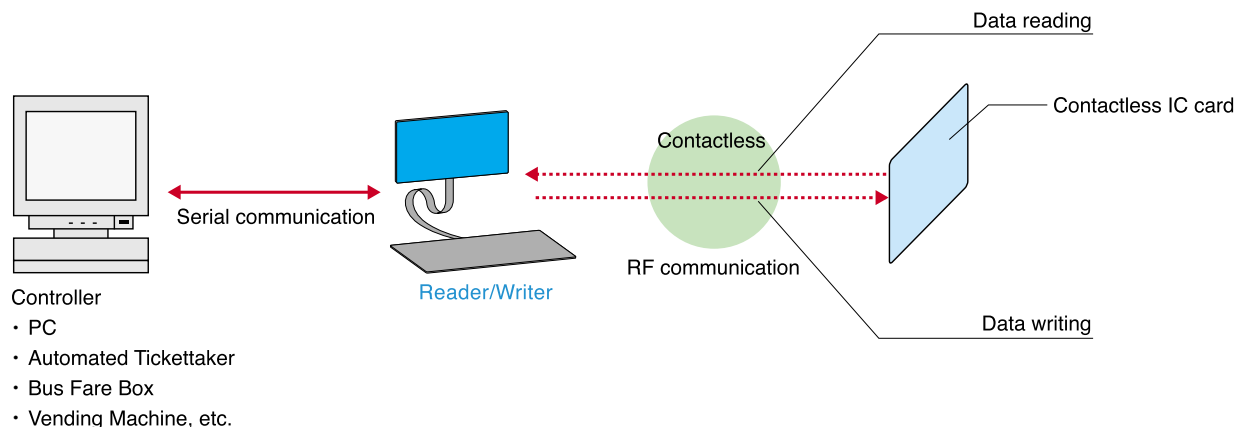 Data reading
Contactless IC card
Contactless
Serial communication
RF communication
Reader/Writer
Controller
・ PC
・ Automated Tickettaker
・ Bus Fare Box
・ Vending Machine, etc.
Data writing